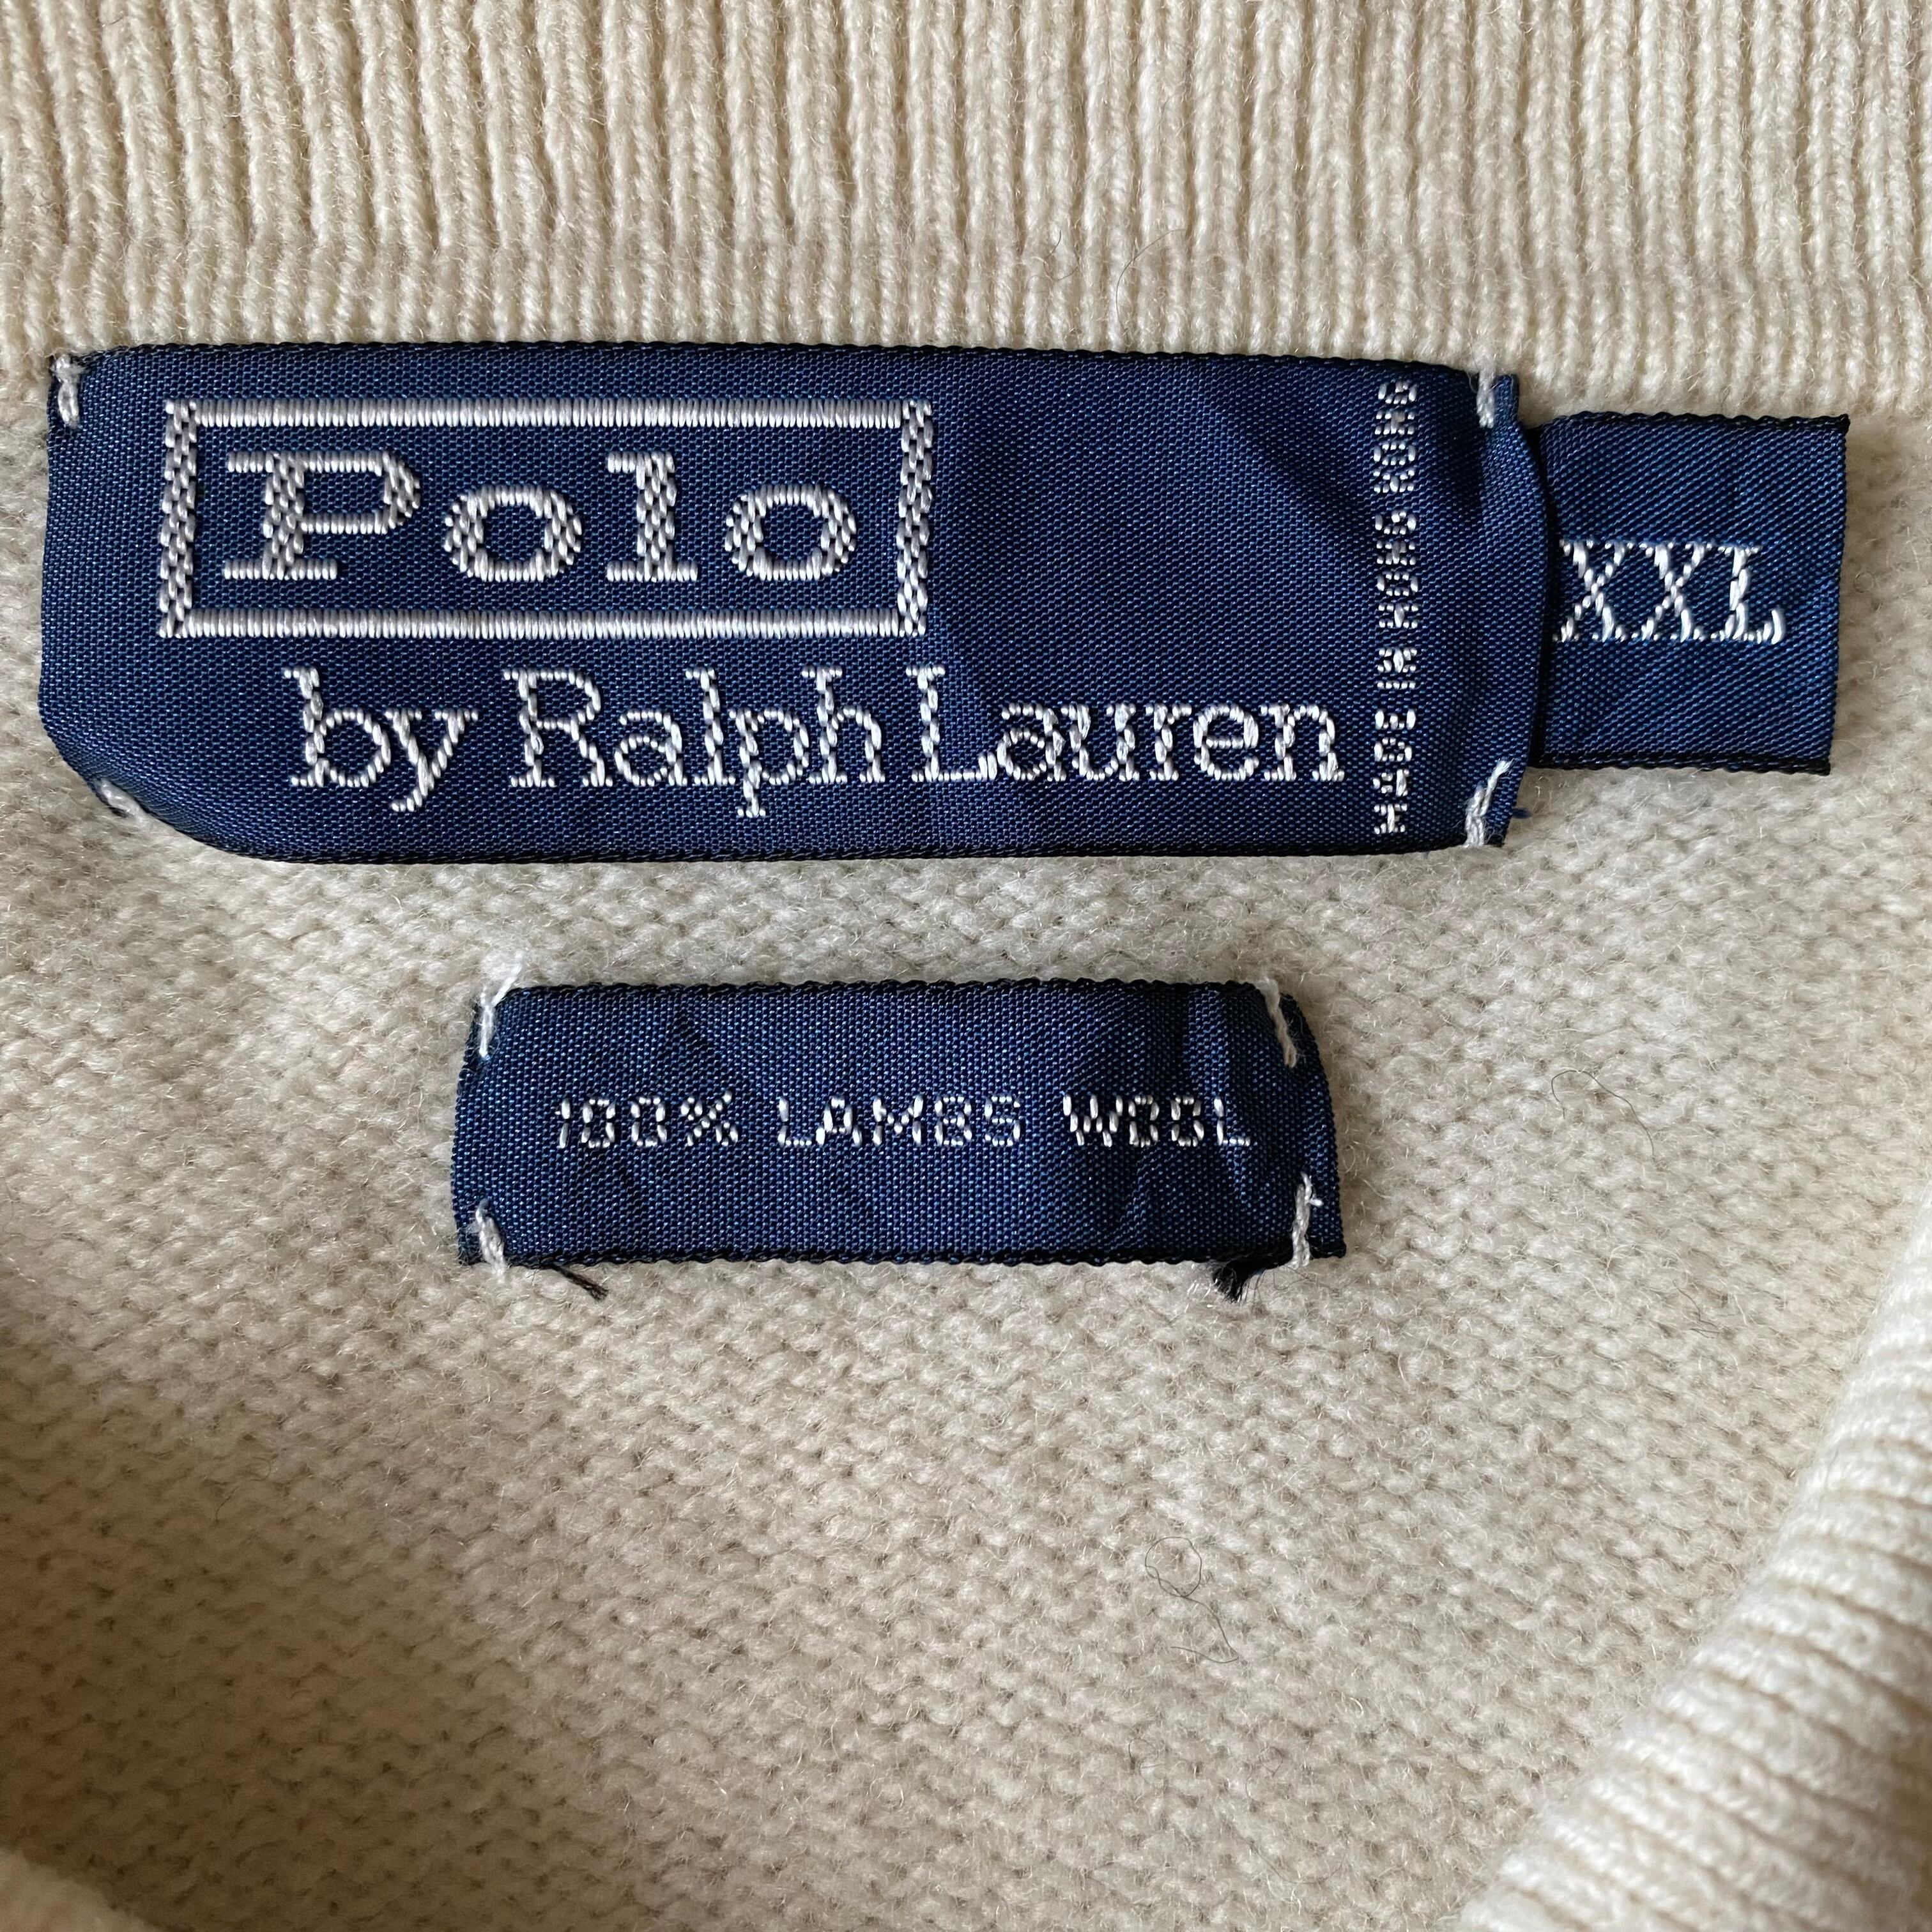 Polo
by Ralph Lauren
MADE IN HONG KONG
XXL
100% LAMBS WOOL